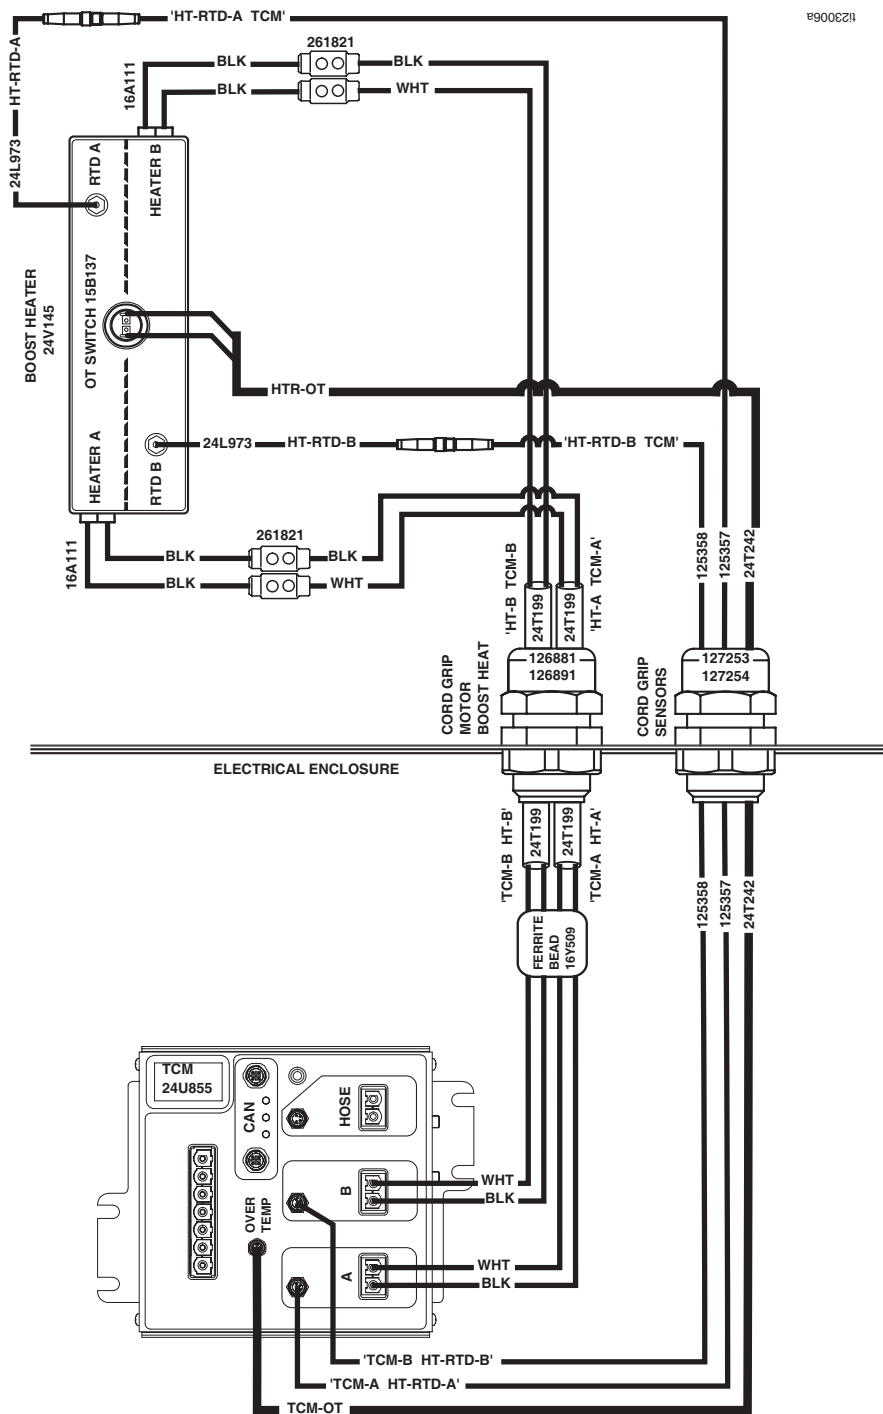 'HT-RTD-A TCM'
ti23006a
HT-RTD-A
24L973
16A111
BLK
261821
BLK
BLK
WHT
RTD A
HEATER B
BOOST HEATER
24V145
OT SWITCH 15B137
HTR-OT
HEATER A
RTD B
24L973
HT-RTD-B
'HT-RTD-B TCM'
16A111
261821
BLK
BLK
BLK
WHT
'HT-B TCM-B
24T199
24T199
'HT-A TCM-A'
125358
125357
24T242
CORD GRIP
MOTOR
BOOST HEAT
126881
126891
CORD GRIP
SENSORS
127253
127254
ELECTRICAL ENCLOSURE
'TCM-B HT-B'
24T199
24T199
'TCM-A HT-A'
125358
125357
24T242
FERRITE
BEAD
16Y509
TCM
24U855
CAN
HOSE
B
WHT
BLK
OVER
TEMP
A
WHT
BLK
'TCM-B HT-RTD-B'
'TCM-A HT-RTD-A'
TCM-OT